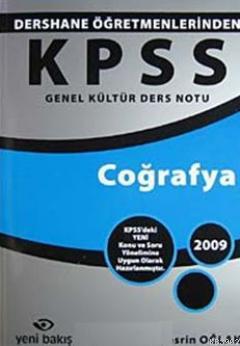 DERSHANE ÖĞRETMENLERİNDEN
KPSS
GENEL KÜLTÜR DERS NOTU
Coğrafya
KPSS'deki
YENİ
Konu ve Soru
Yönelimine
Uygun Olarak
Hazırlanmıştır.
2009
yeni bakış